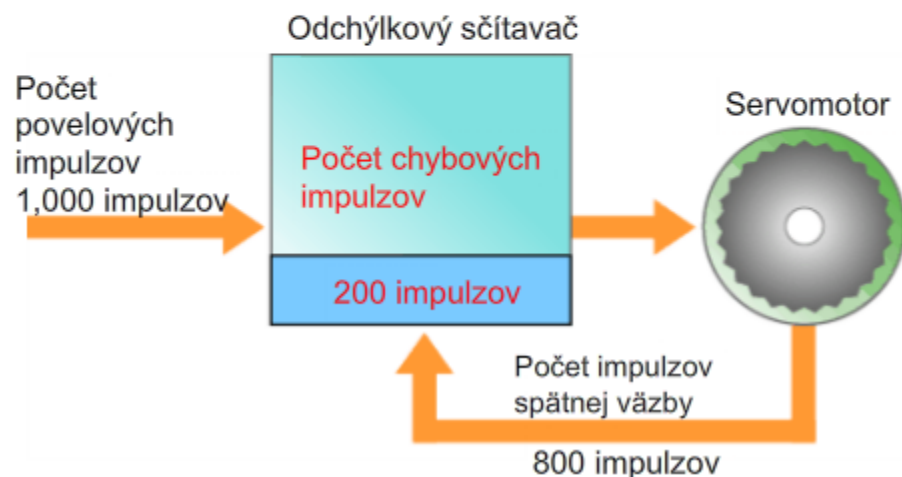 Odchýlkový sčítavač
Počet
povelových
impulzov
1,000 impulzov
Počet chybových
impulzov
200 impulzov
Servomotor
Počet impulzov
spätnej väzby
800 impulzov